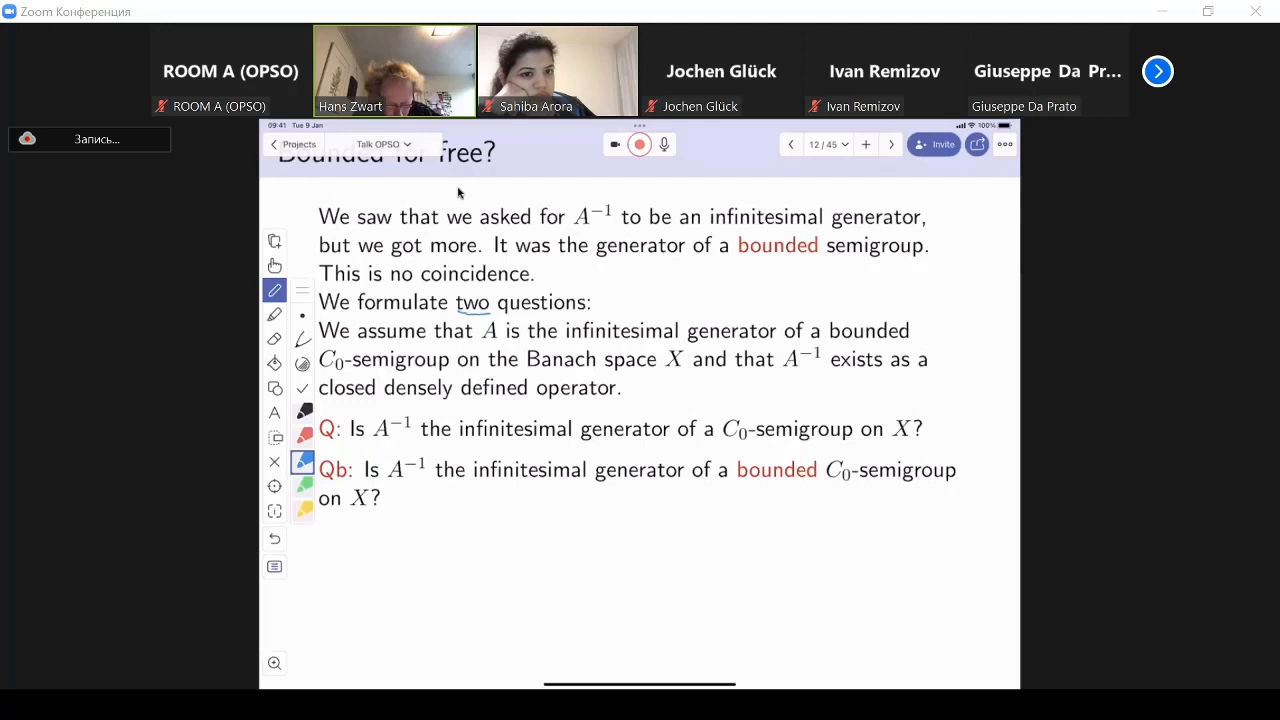 Zoom Конференция
ROOM A (OPSO)
Jochen Glück
Ivan Remizov
Giuseppe Da Pr...
ROOM A (OPSO)
Hans Zwart
Sahiba Arora
Jochen Glück
Ivan Remizov
Giuseppe Da Prato
Запись...
09:41 Tue 9 Jan
100%
Projects
Talk OPSO
12 / 45
Invite
Bounded for free?
We saw that we asked for A⁻¹ to be an infinitesimal generator,
but we got more. It was the generator of a bounded semigroup.
This is no coincidence.
We formulate two questions:
We assume that A is the infinitesimal generator of a bounded
C₀-semigroup on the Banach space X and that A⁻¹ exists as a
closed densely defined operator.
Q: Is A⁻¹ the infinitesimal generator of a C₀-semigroup on X?
Qb: Is A⁻¹ the infinitesimal generator of a bounded C₀-semigroup
on X?